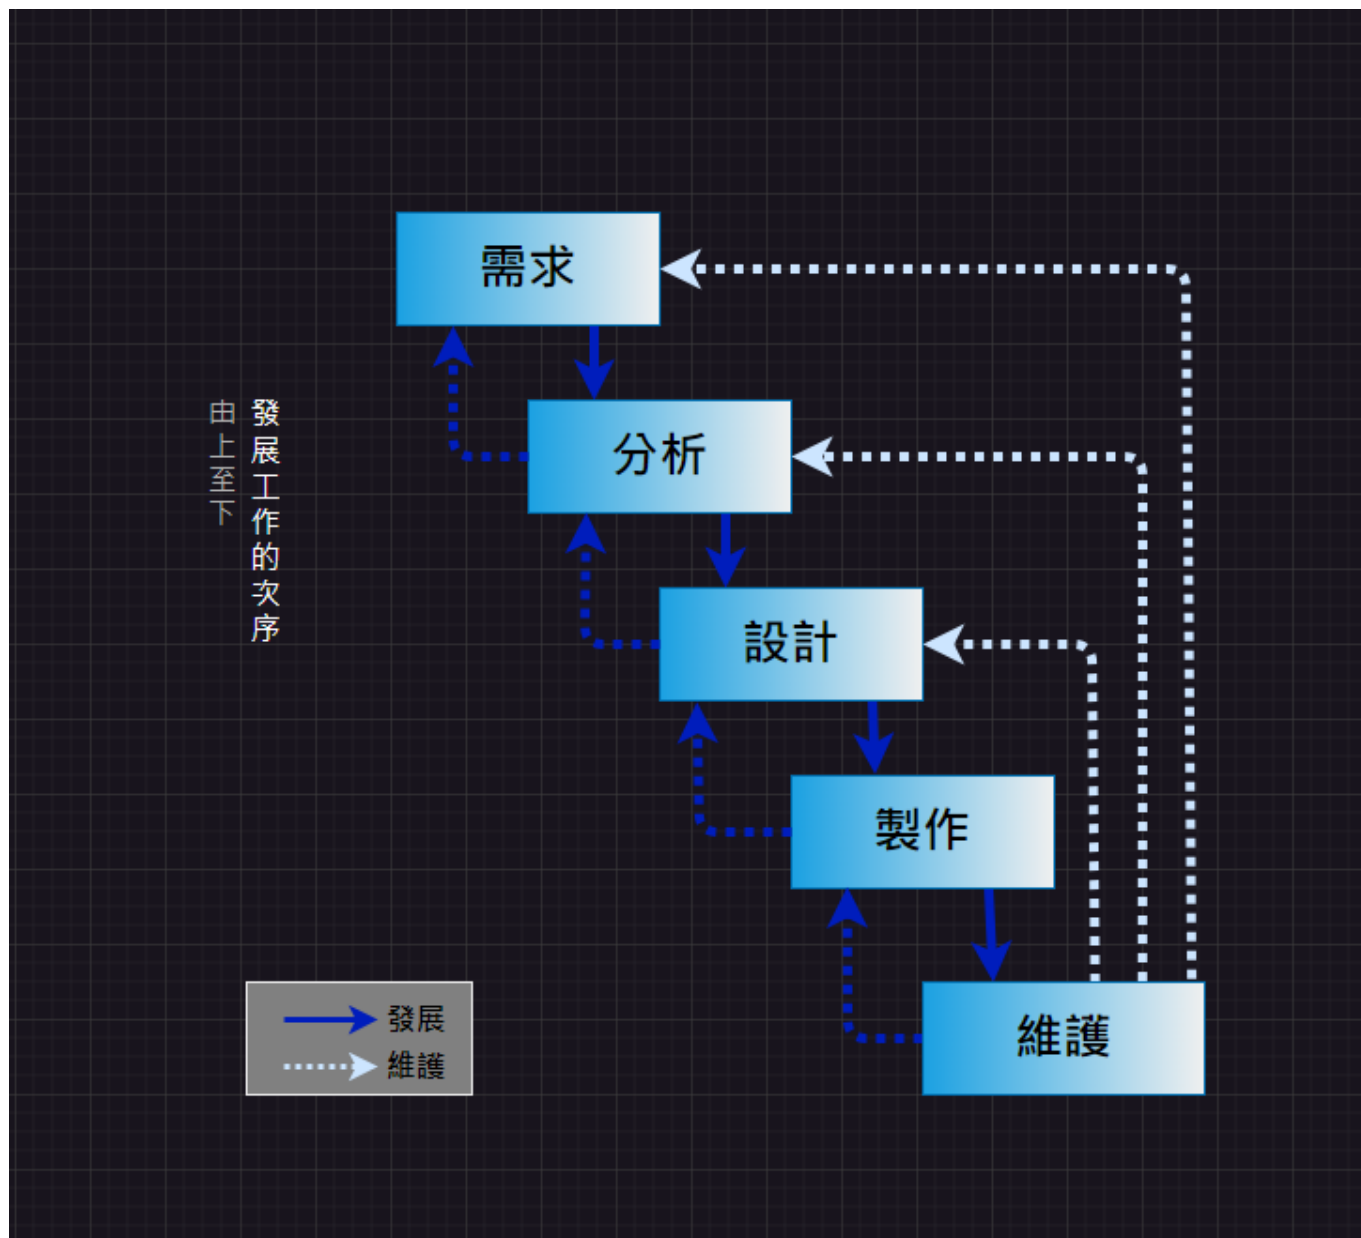 需求
分析
設計
製作
維護
發展工作的次序
由上至下
發展
維護